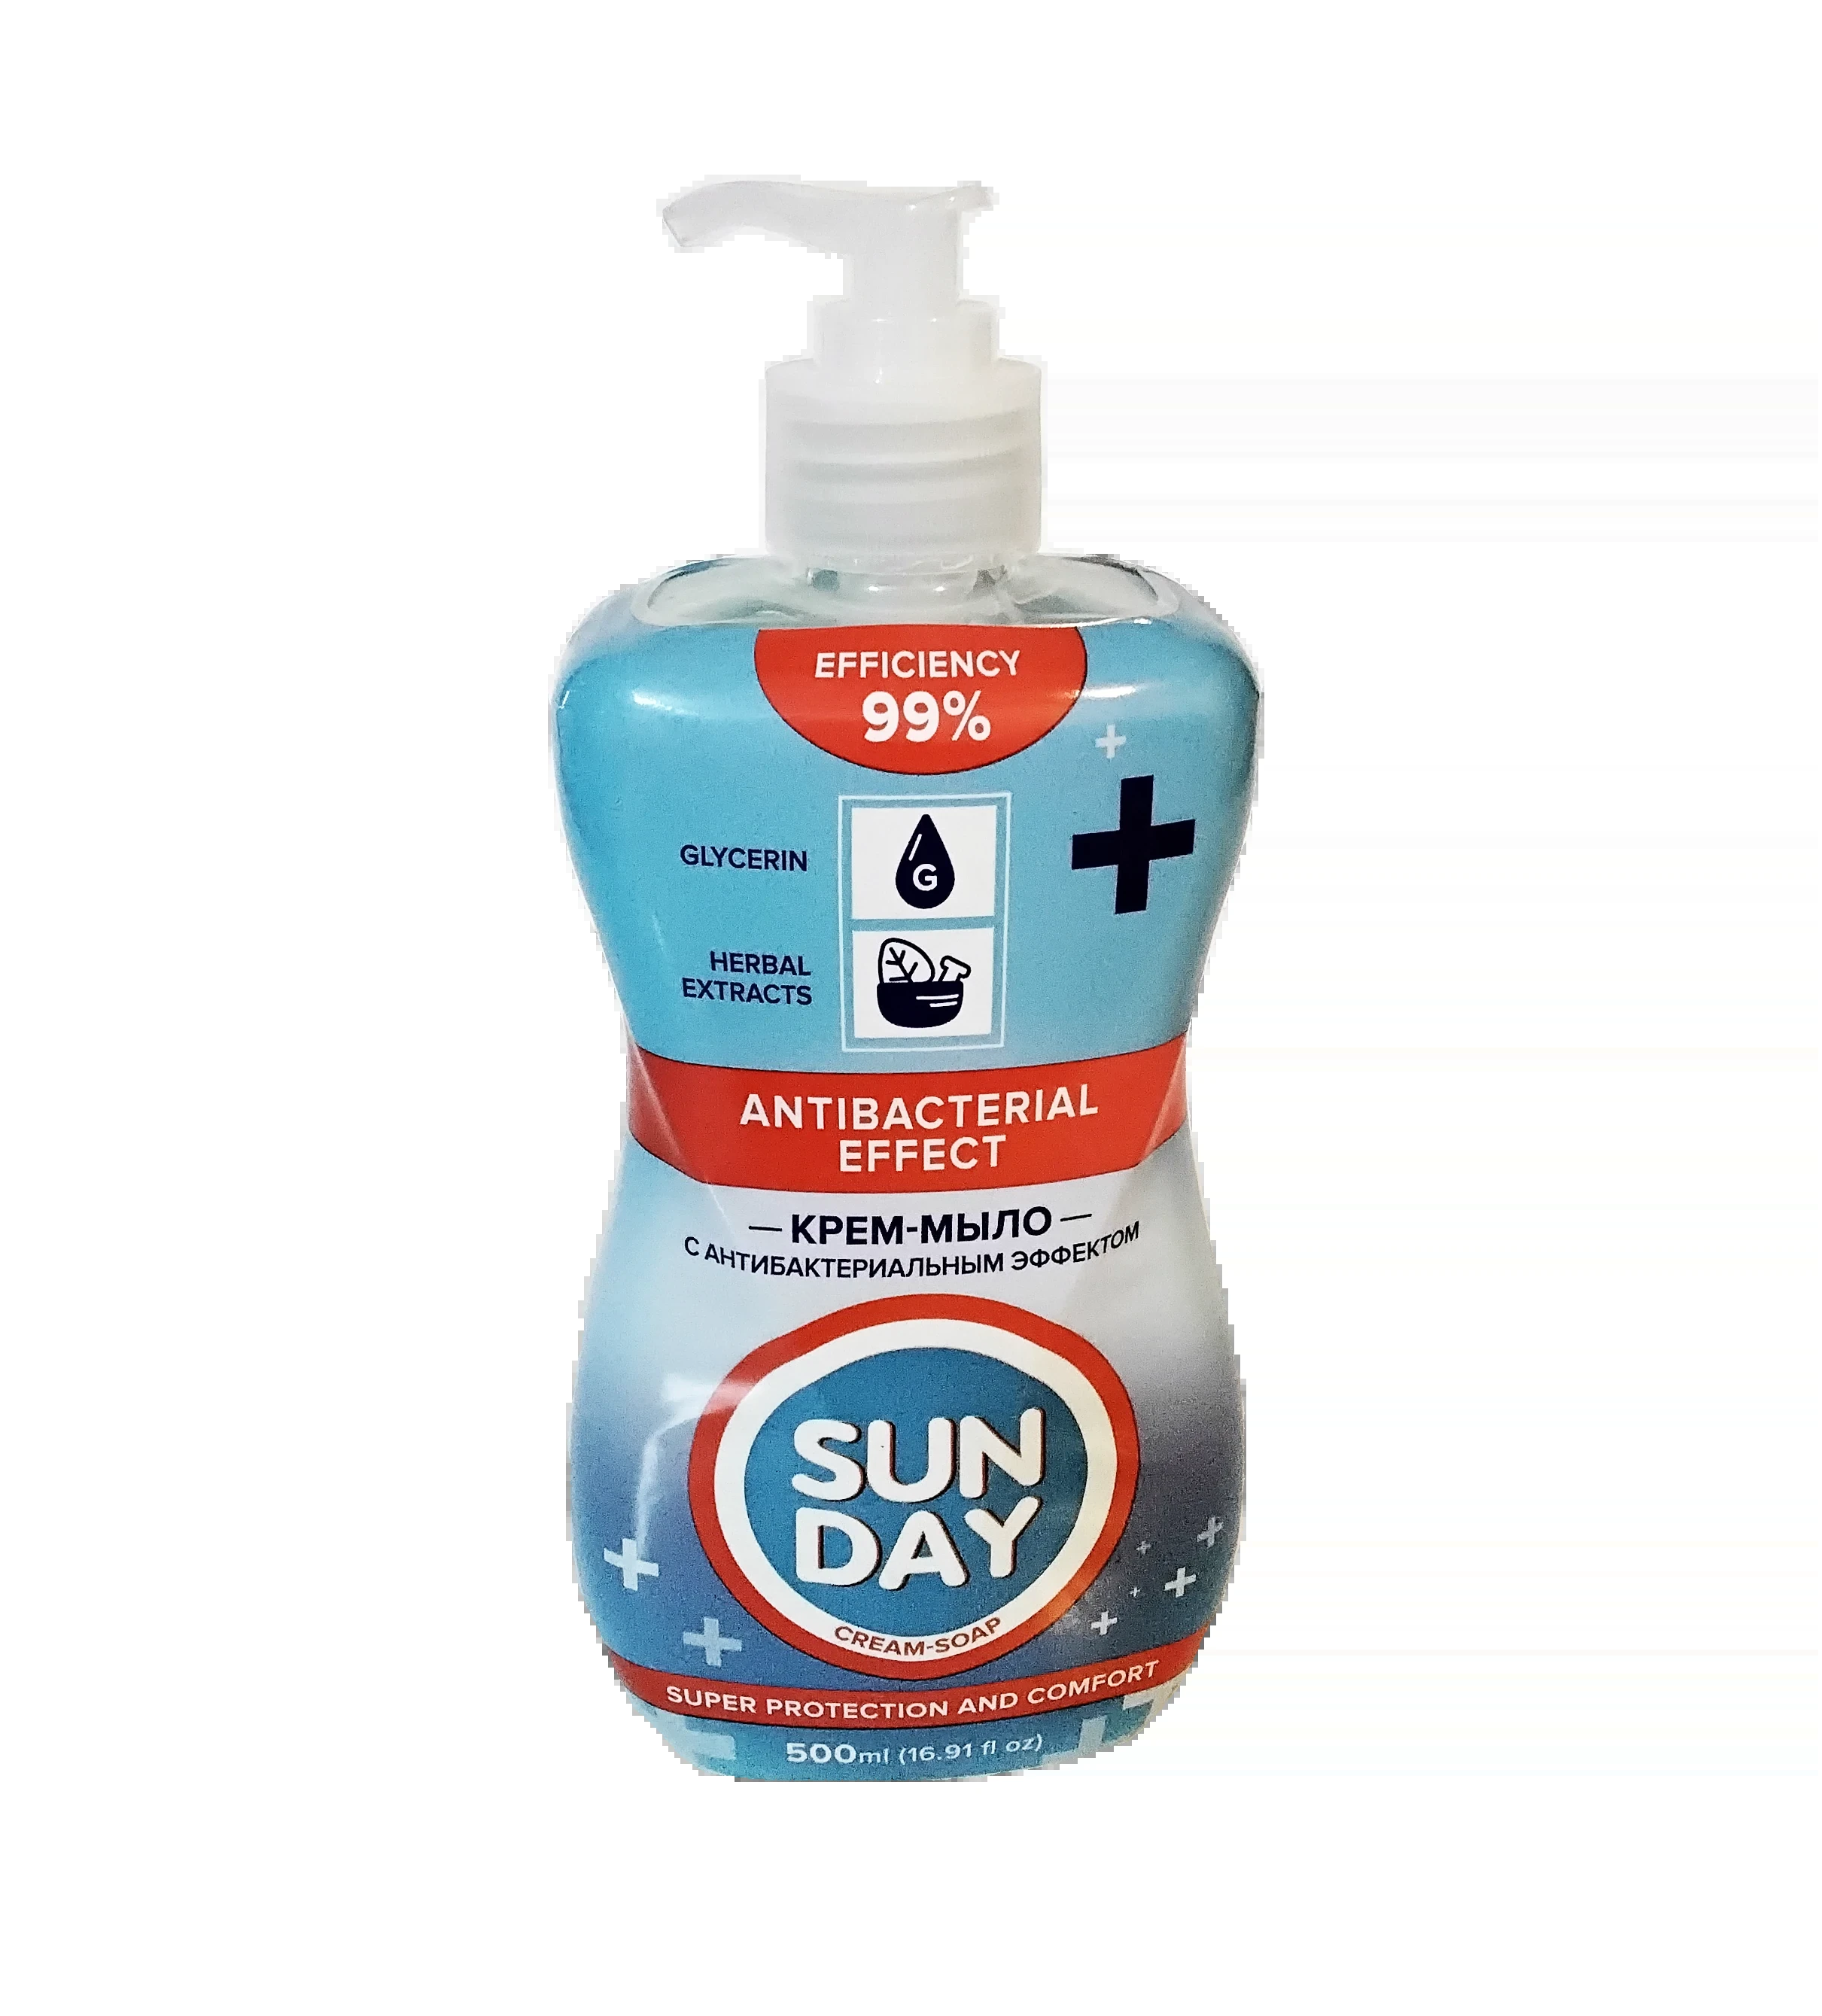 EFFICIENCY
99%
GLYCERIN
G
HERBAL
EXTRACTS
ANTIBACTERIAL
EFFECT
КРЕМ-МЫЛО
С АНТИБАКТЕРИАЛЬНЫМ ЭФФЕКТОМ
SUN
DAY
CREAM-SOAP
SUPER PROTECTION AND COMFORT
500ml (16.91 fl oz)